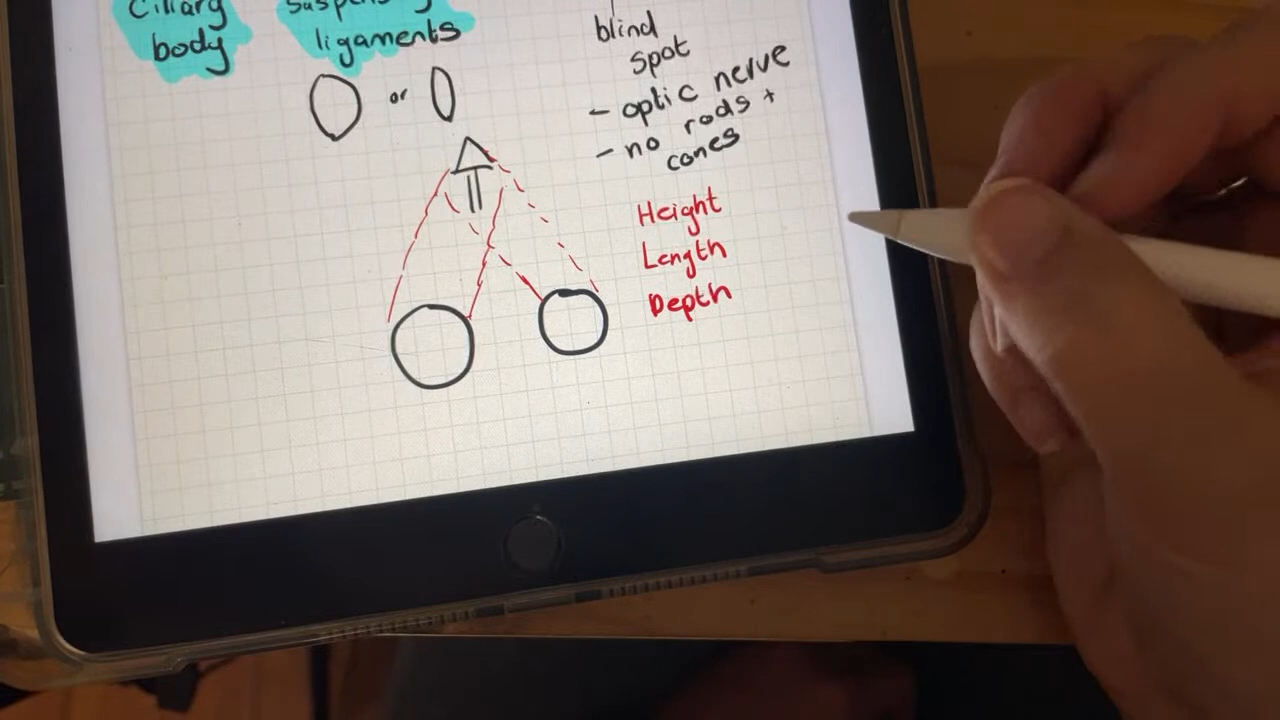 Ciliary
body
ligaments
or
blind
spot
- optic nerve
- no rods +
cones
Height
Length
Depth